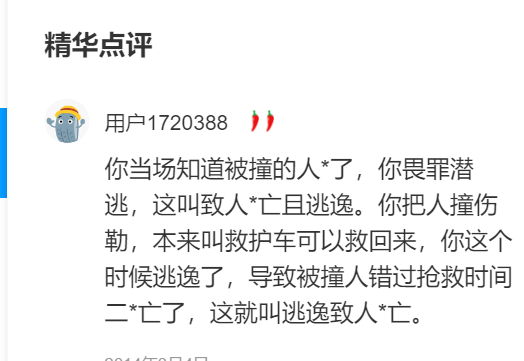 精华点评
用户1720388
你当场知道被撞的人*了，你畏罪潜
逃，这叫致人*亡且逃逸。你把人撞伤
勒，本来叫救护车可以救回来，你这个
时候逃逸了，导致被撞人错过抢救时间
二*亡了，这就叫逃逸致人*亡。